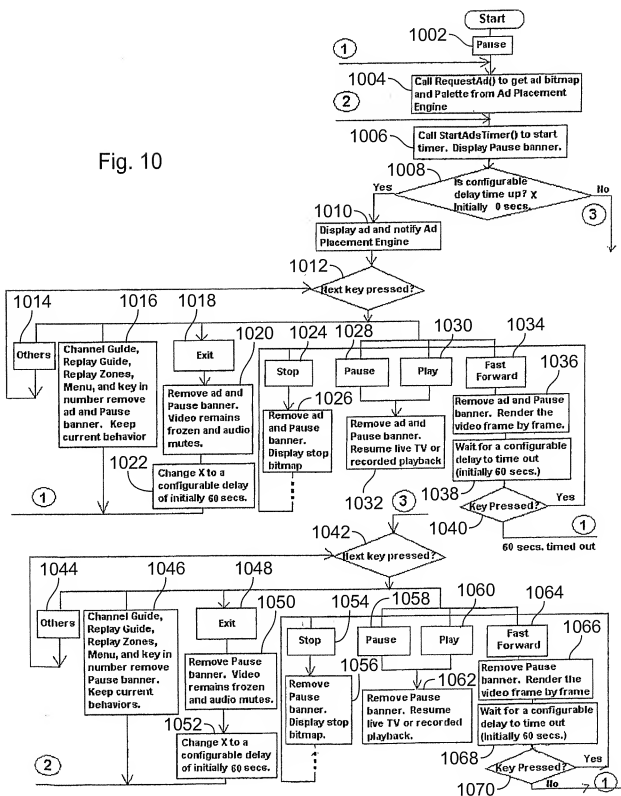 Start
1002
Pause
1
1004
Call RequestAd() to get ad bitmap
and Palette from Ad Placement
Engine
2
1006
Call StartAdsTimer() to start
timer. Display Pause banner.
Fig. 10
1008
Is configurable
delay time up? X
Initially 0 secs.
Yes
No
3
1010
Display ad and notify Ad
Placement Engine
1012
Next key pressed?
1014
Others
1016
Channel Guide,
Replay Guide,
Replay Zones,
Menu, and key in
number remove
ad and Pause
banner. Keep
current behavior
1018
Exit
1020
Remove ad and
Pause banner.
Video remains
frozen and audio
mutes.
1022
Change X to a
configurable delay
of initially 60 secs.
1
1024
Stop
1026
Remove ad
and Pause
banner.
Display stop
bitmap
1028
Pause
1030
Play
Remove ad and
Pause banner.
Resume live TV or
recorded playback
1032
1034
Fast
Forward
1036
Remove ad and Pause
banner. Render the
video frame by frame.
Wait for a configurable
delay to time out
(initially 60 secs.)
1038
Key Pressed?
Yes
1040
1
60 secs. timed out
3
1042
Next key pressed?
1044
Others
1046
Channel Guide,
Replay Guide,
Replay Zones,
Menu, and key in
number remove
Pause banner.
Keep current
behaviors.
1048
Exit
1050
Remove Pause
banner. Video
remains frozen
and audio mutes.
1052
Change X to a
configurable delay
of initially 60 secs.
2
1054
Stop
1056
Remove
Pause
banner.
Display stop
bitmap.
1058
Pause
1060
Play
1062
Remove Pause
banner. Resume
live TV or recorded
playback.
1064
Fast
Forward
1066
Remove Pause
banner. Render the
video frame by frame
Wait for a configurable
delay to time out
(Initially 60 secs.)
1068
Key Pressed?
Yes
1070
No
1